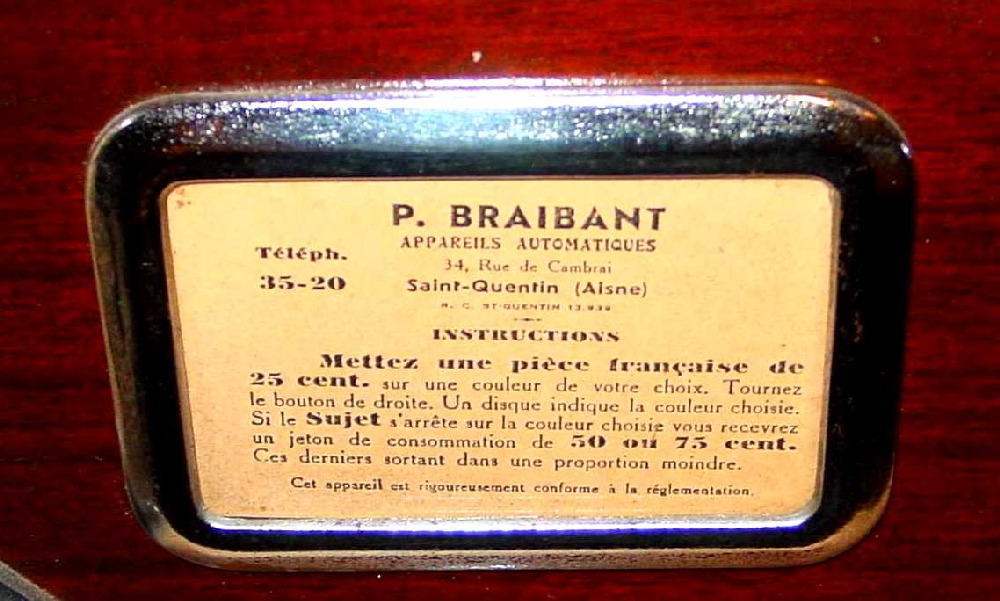 P. BRAIBANT
APPAREILS AUTOMATIQUES
Téléph.
35-20
34, Rue de Cambrai
Saint-Quentin (Aisne)
R. C. ST-QUENTIN
INSTRUCTIONS
Mettez une pièce française de
25 cent. sur une couleur de votre choix. Tournez
le bouton de droite. Un disque indique la couleur choisie.
Si le Sujet s'arrête sur la couleur choisie vous recevrez
un jeton de consommation de 50 ou 75 cent.
Ces derniers sortant dans une proportion moindre.
Cet appareil est rigoureusement conforme à la réglementation.